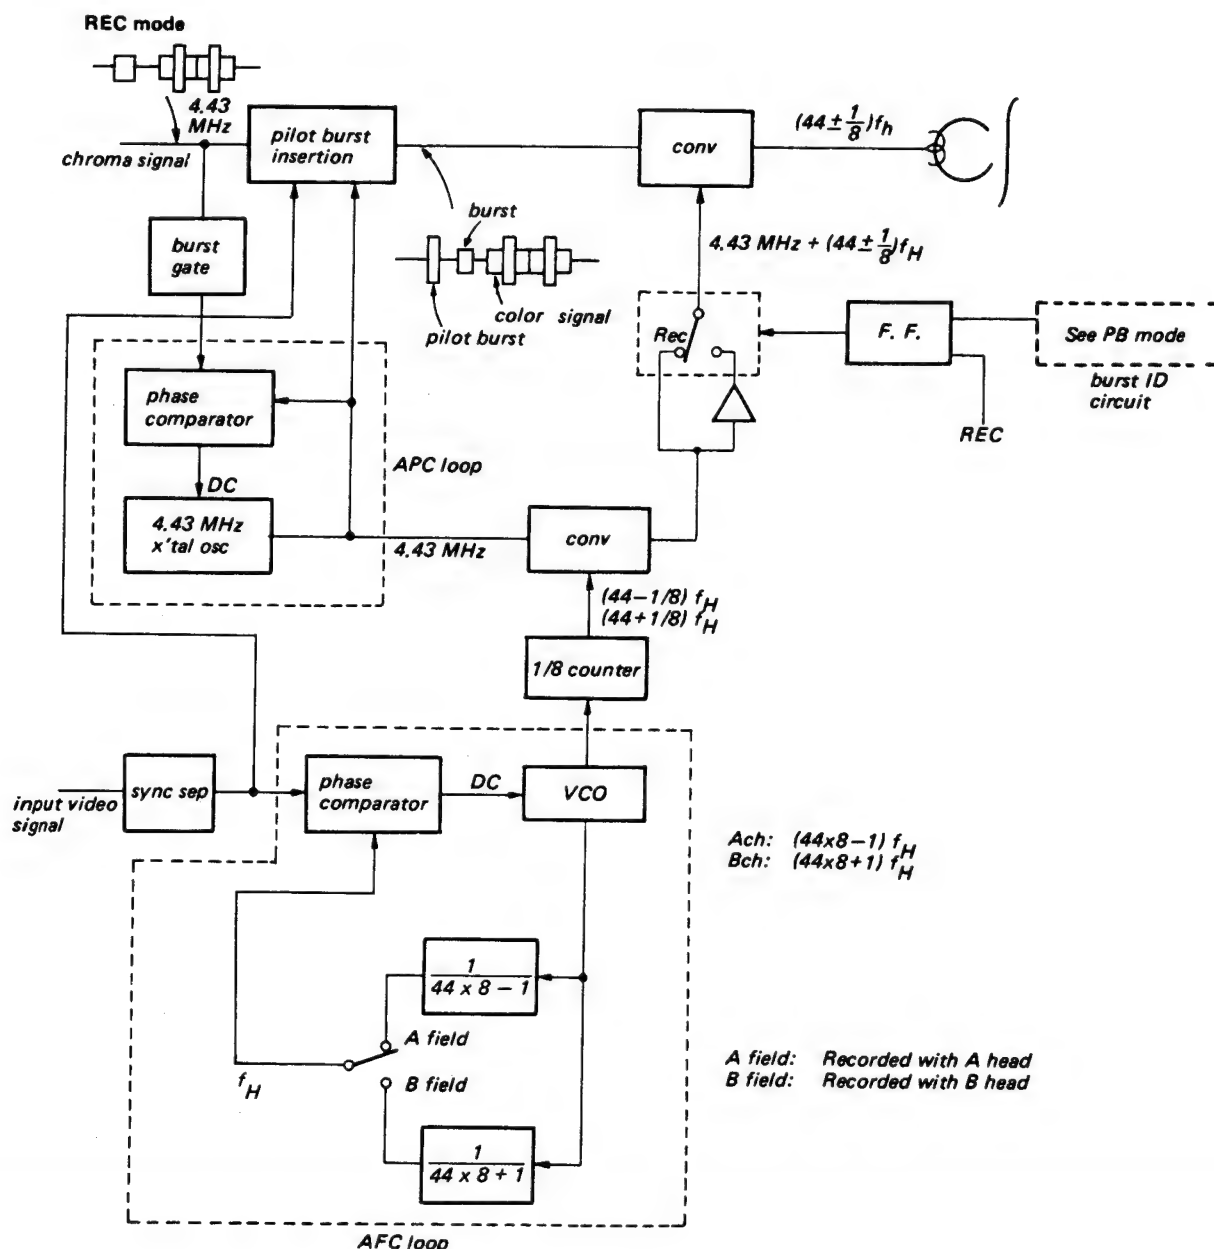 REC mode
4.43
MHz
chroma signal
pilot burst
insertion
conv
(44 ± 1/8)fh
burst
gate
burst
color signal
pilot burst
4.43 MHz + (44 ± 1/8)fH
Rec
F. F.
See PB mode
burst ID
circuit
REC
phase
comparator
DC
APC loop
4.43 MHz
x'tal osc
4.43 MHz
conv
(44−1/8) fH
(44+1/8) fH
1/8 counter
input video
signal
sync sep
phase
comparator
DC
VCO
Ach: (44x8−1) fH
Bch: (44x8+1) fH
1
44 x 8 − 1
A field
B field
fH
1
44 x 8 + 1
A field: Recorded with A head
B field: Recorded with B head
AFC loop